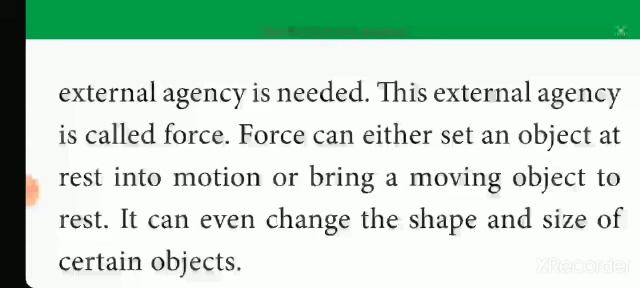 external agency is needed. This external agency
is called force. Force can either set an object at
rest into motion or bring a moving object to
rest. It can even change the shape and size of
certain objects.
XRecorder